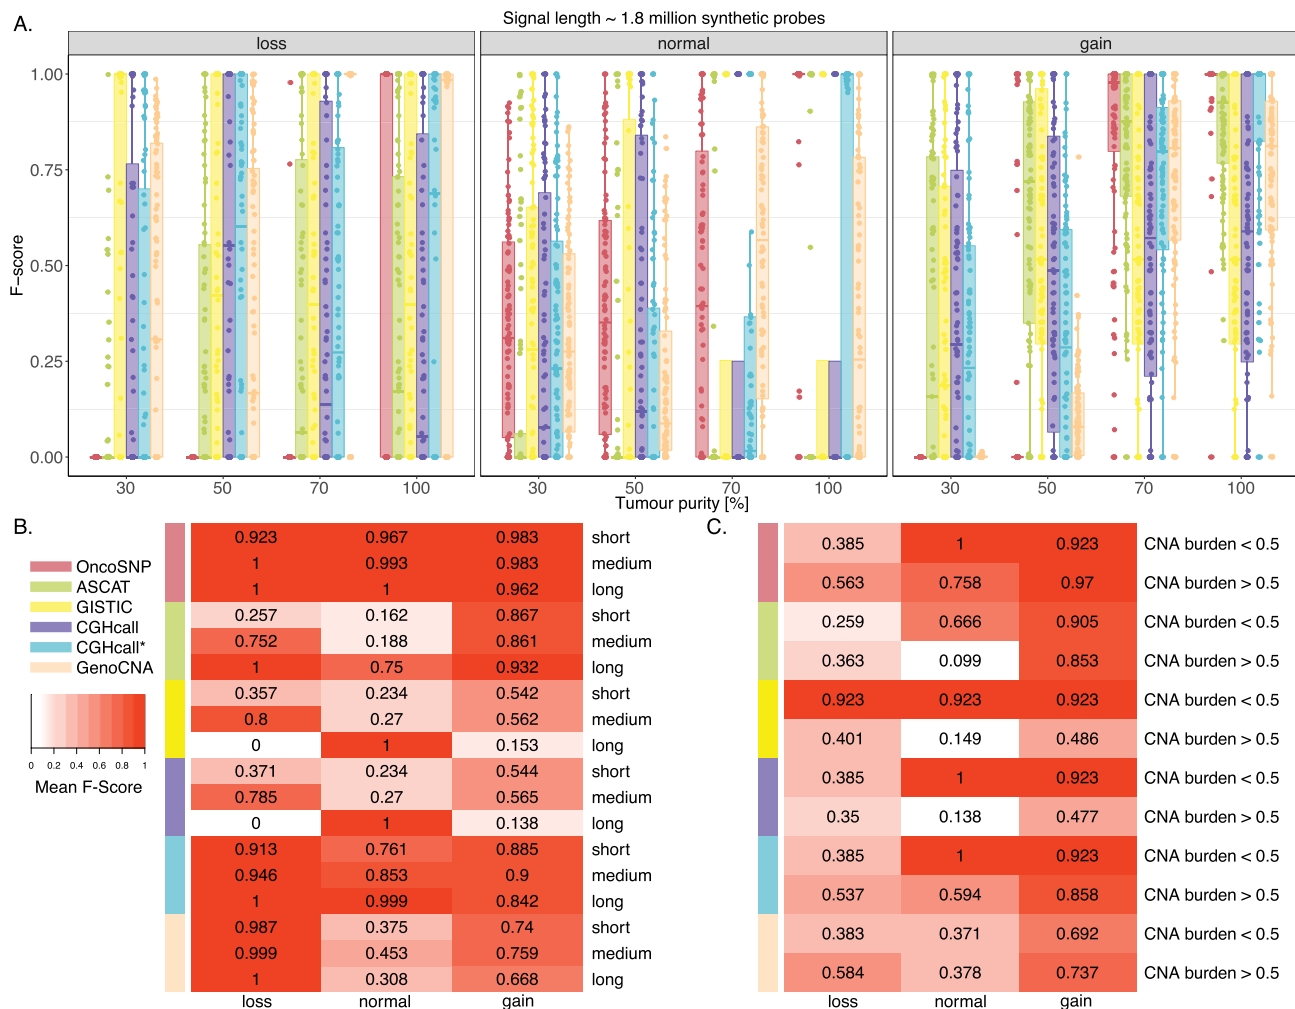 A.
Signal length ~ 1.8 million synthetic probes
loss normal gain
F−score
1.00
0.75
0.50
0.25
0.00
30 50 70 100 30 50 70 100 30 50 70 100
Tumour purity [%]
B.
OncoSNP
ASCAT
GISTIC
CGHcall
CGHcall*
GenoCNA
0 0.2 0.4 0.6 0.8 1
Mean F-Score
0.923 0.967 0.983 short
1 0.993 0.983 medium
1 1 0.962 long
0.257 0.162 0.867 short
0.752 0.188 0.861 medium
1 0.75 0.932 long
0.357 0.234 0.542 short
0.8 0.27 0.562 medium
0 1 0.153 long
0.371 0.234 0.544 short
0.785 0.27 0.565 medium
0 1 0.138 long
0.913 0.761 0.885 short
0.946 0.853 0.9 medium
1 0.999 0.842 long
0.987 0.375 0.74 short
0.999 0.453 0.759 medium
1 0.308 0.668 long
loss normal gain
C.
0.385 1 0.923 CNA burden < 0.5
0.563 0.758 0.97 CNA burden > 0.5
0.259 0.666 0.905 CNA burden < 0.5
0.363 0.099 0.853 CNA burden > 0.5
0.923 0.923 0.923 CNA burden < 0.5
0.401 0.149 0.486 CNA burden > 0.5
0.385 1 0.923 CNA burden < 0.5
0.35 0.138 0.477 CNA burden > 0.5
0.385 1 0.923 CNA burden < 0.5
0.537 0.594 0.858 CNA burden > 0.5
0.383 0.371 0.692 CNA burden < 0.5
0.584 0.378 0.737 CNA burden > 0.5
loss normal gain